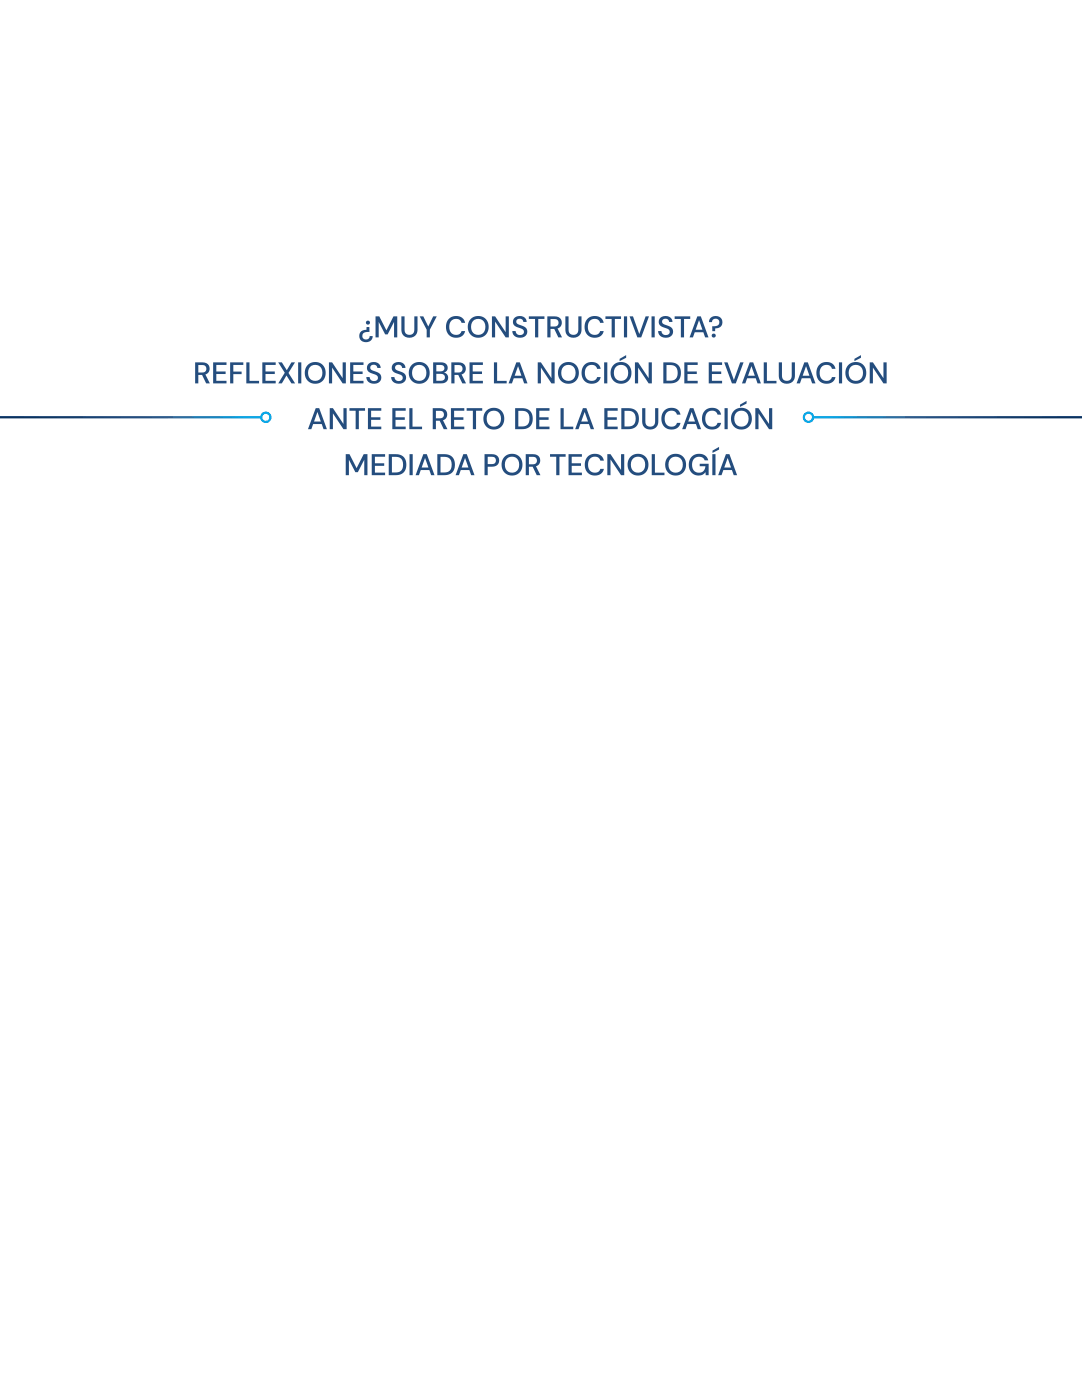 ¿MUY CONSTRUCTIVISTA?
REFLEXIONES SOBRE LA NOCIÓN DE EVALUACIÓN
ANTE EL RETO DE LA EDUCACIÓN
MEDIADA POR TECNOLOGÍA